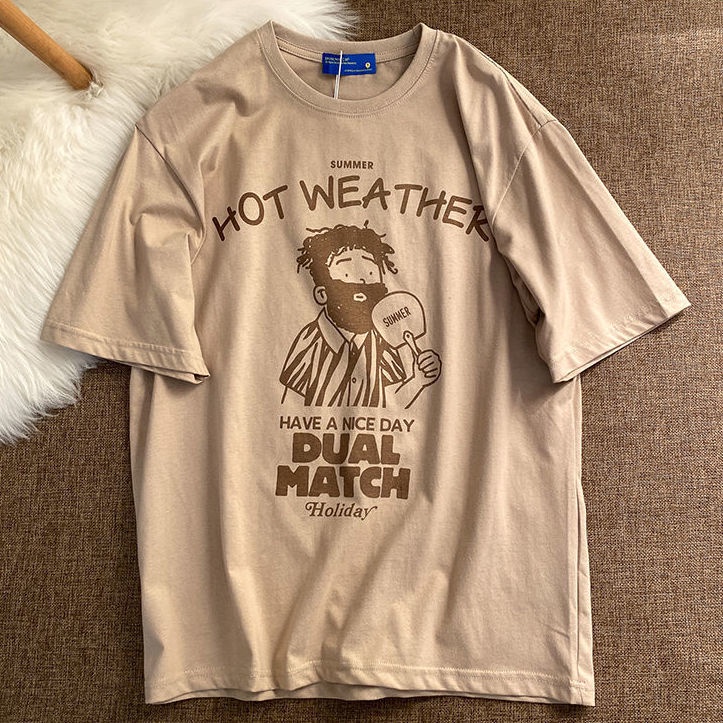 SUMMER
HOT WEATHER
SUMMER
HAVE A NICE DAY
DUAL
MATCH
Holiday